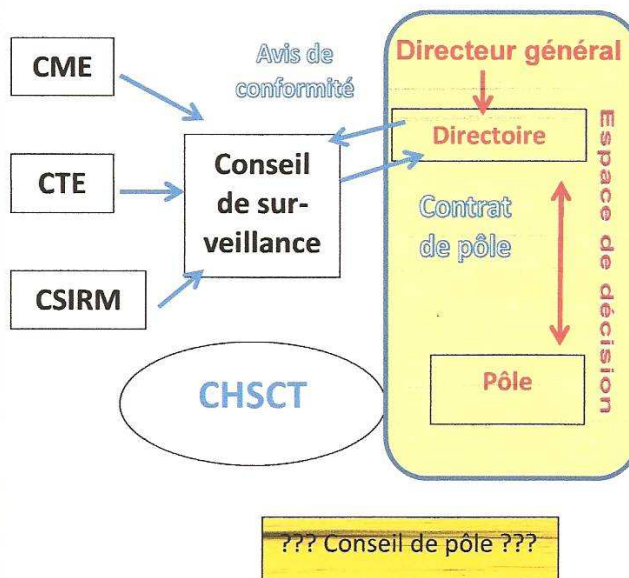 CME
CTE
CSIRM
Avis de
conformité
Conseil
de sur-
veillance
CHSCT
Directeur général
Directoire
Contrat
de pôle
Pôle
Espace de décision
??? Conseil de pôle ???